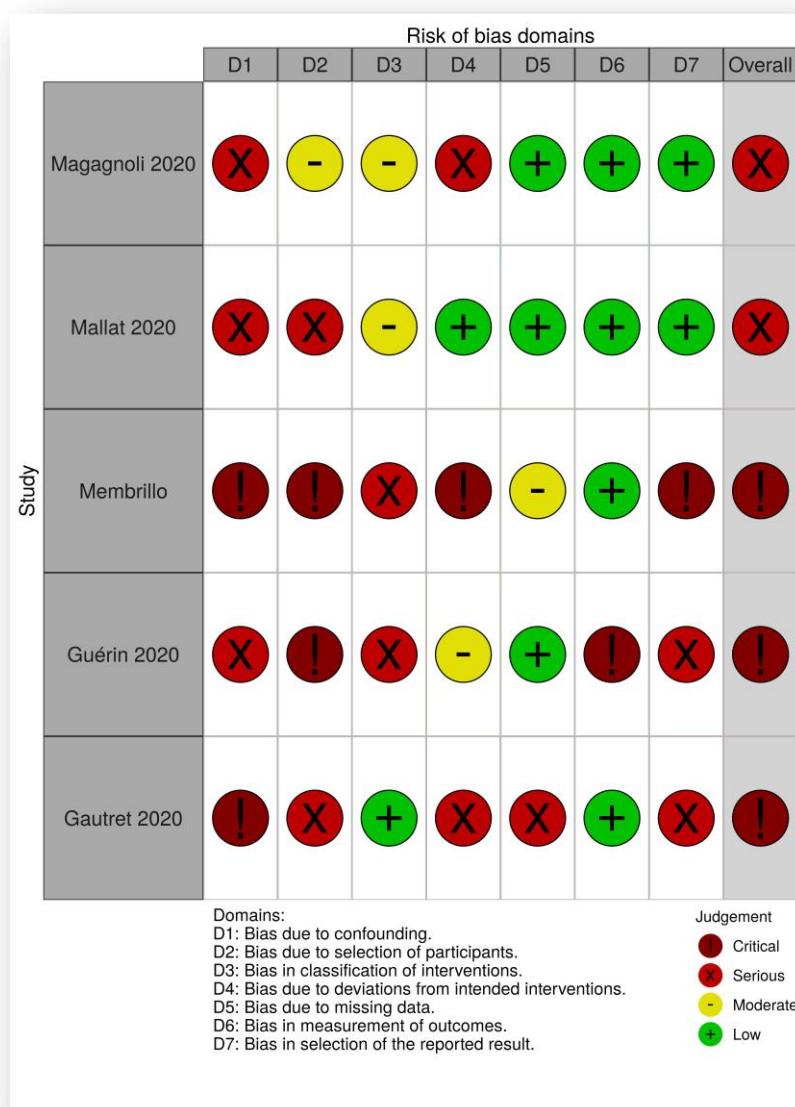 Risk of bias domains
D1 D2 D3 D4 D5 D6 D7 Overall
Study
Magagnoli 2020 X - - X + + + X
Mallat 2020 X X - + + + + X
Membrillo ! ! X ! - + ! !
Guérin 2020 X ! X - + ! X !
Gautret 2020 ! X + X X + X !
Domains:
D1: Bias due to confounding.
D2: Bias due to selection of participants.
D3: Bias in classification of interventions.
D4: Bias due to deviations from intended interventions.
D5: Bias due to missing data.
D6: Bias in measurement of outcomes.
D7: Bias in selection of the reported result.
Judgement
! Critical
X Serious
- Moderate
+ Low